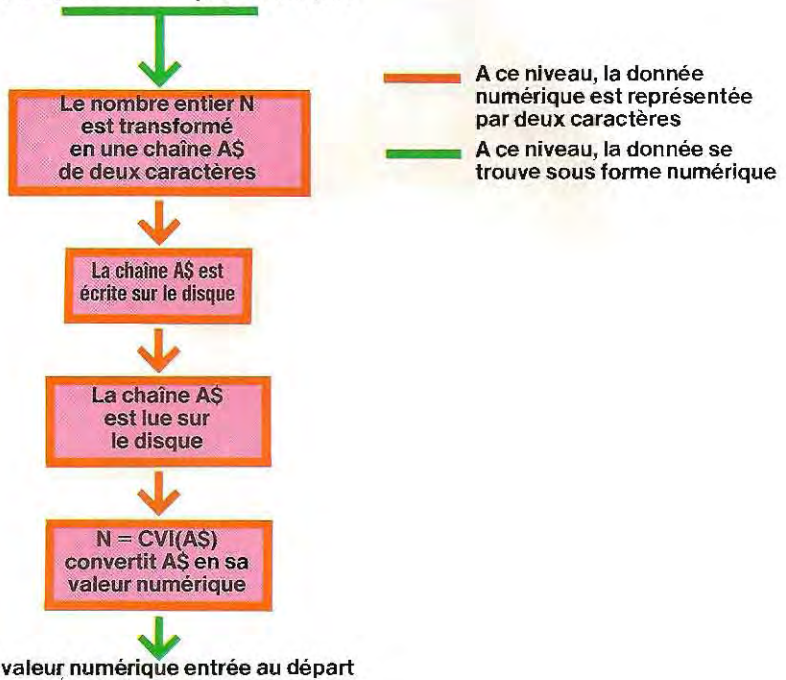 Le nombre entier N
est transformé
en une chaîne A$
de deux caractères
La chaîne A$ est
écrite sur le disque
La chaîne A$
est lue sur
le disque
N = CVI(A$)
convertit A$ en sa
valeur numérique
valeur numérique entrée au départ
A ce niveau, la donnée
numérique est représentée
par deux caractères
A ce niveau, la donnée se
trouve sous forme numérique